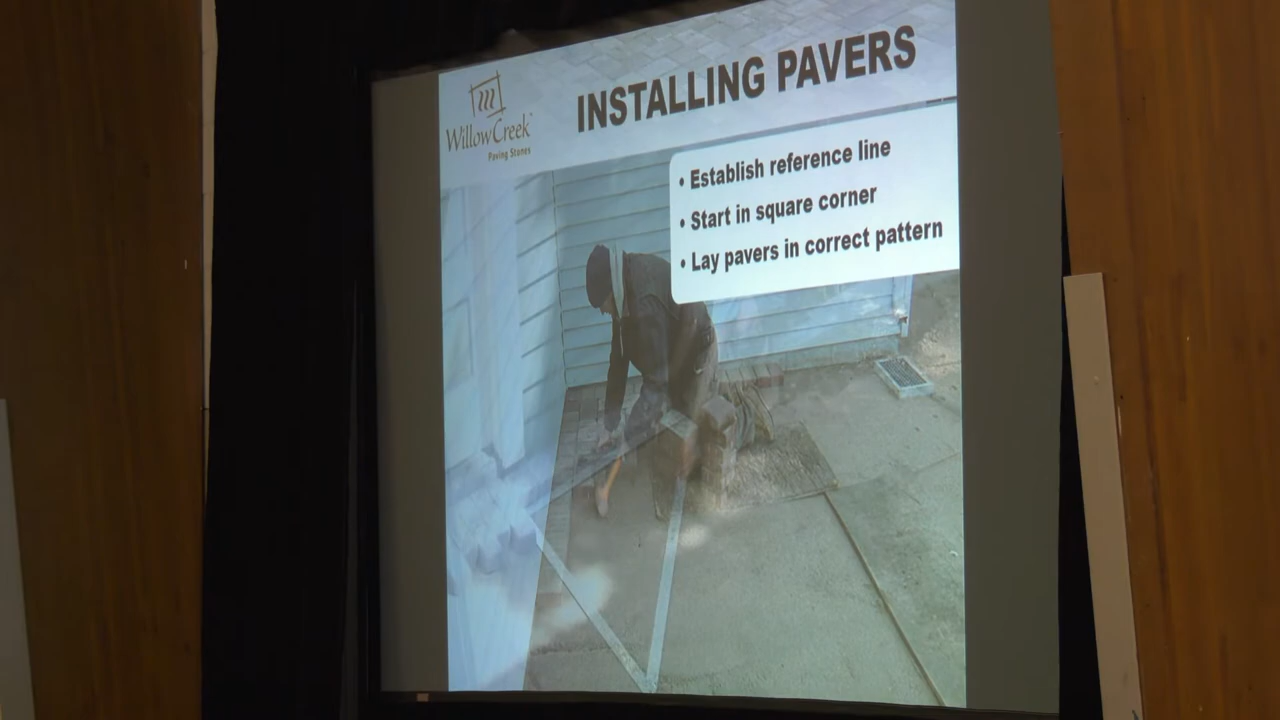 INSTALLING PAVERS
WillowCreek
Paving Stones
• Establish reference line
• Start in square corner
• Lay pavers in correct pattern